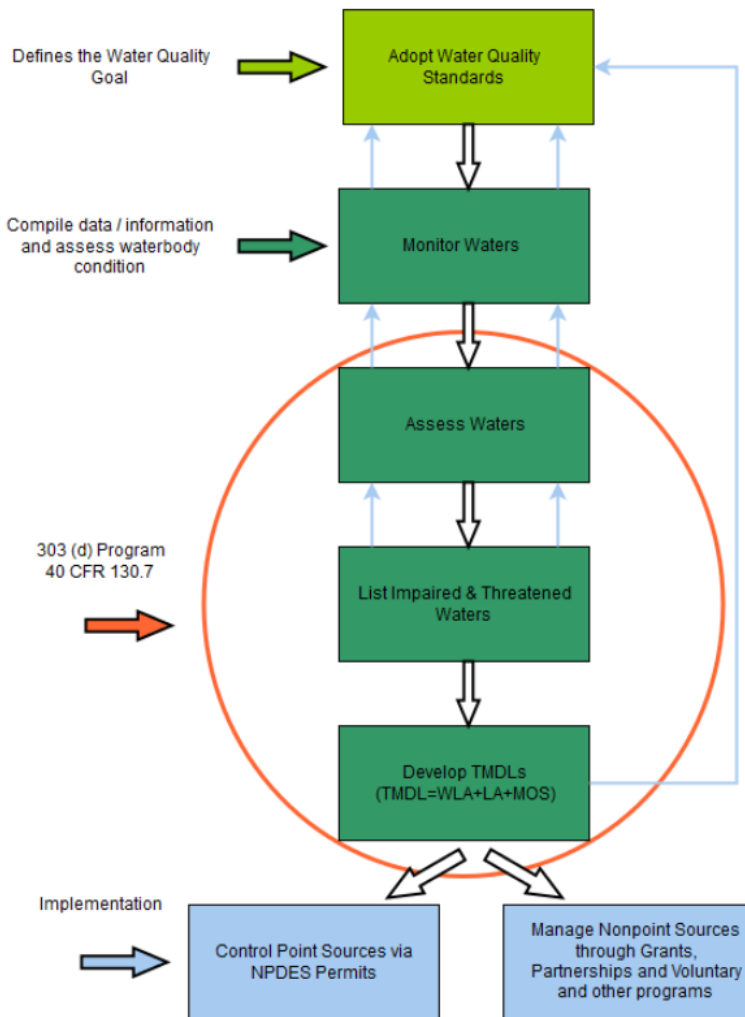 Defines the Water Quality
Goal
Adopt Water Quality
Standards
Compile data / information
and assess waterbody
condition
Monitor Waters
Assess Waters
303 (d) Program
40 CFR 130.7
List Impaired & Threatened
Waters
Develop TMDLs
(TMDL=WLA+LA+MOS)
Implementation
Control Point Sources via
NPDES Permits
Manage Nonpoint Sources
through Grants,
Partnerships and Voluntary
and other programs